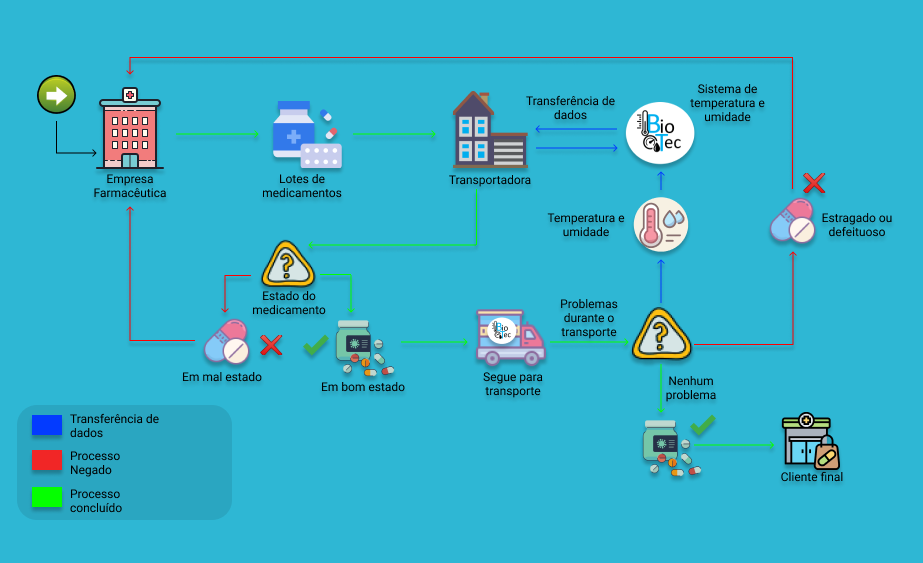 Sistema de
temperatura e
umidade
Transferência de
dados
Bio
Tec
Empresa
Farmacêutica
Lotes de
medicamentos
Transportadora
Temperatura e
umidade
Estragado ou
defeituoso
?
Estado do
medicamento
Problemas
durante o
transporte
?
Bio
Tec
Em mal estado
Em bom estado
Segue para
transporte
Nenhum
problema
Transferência de
dados
Processo
Negado
Processo
concluído
Cliente final